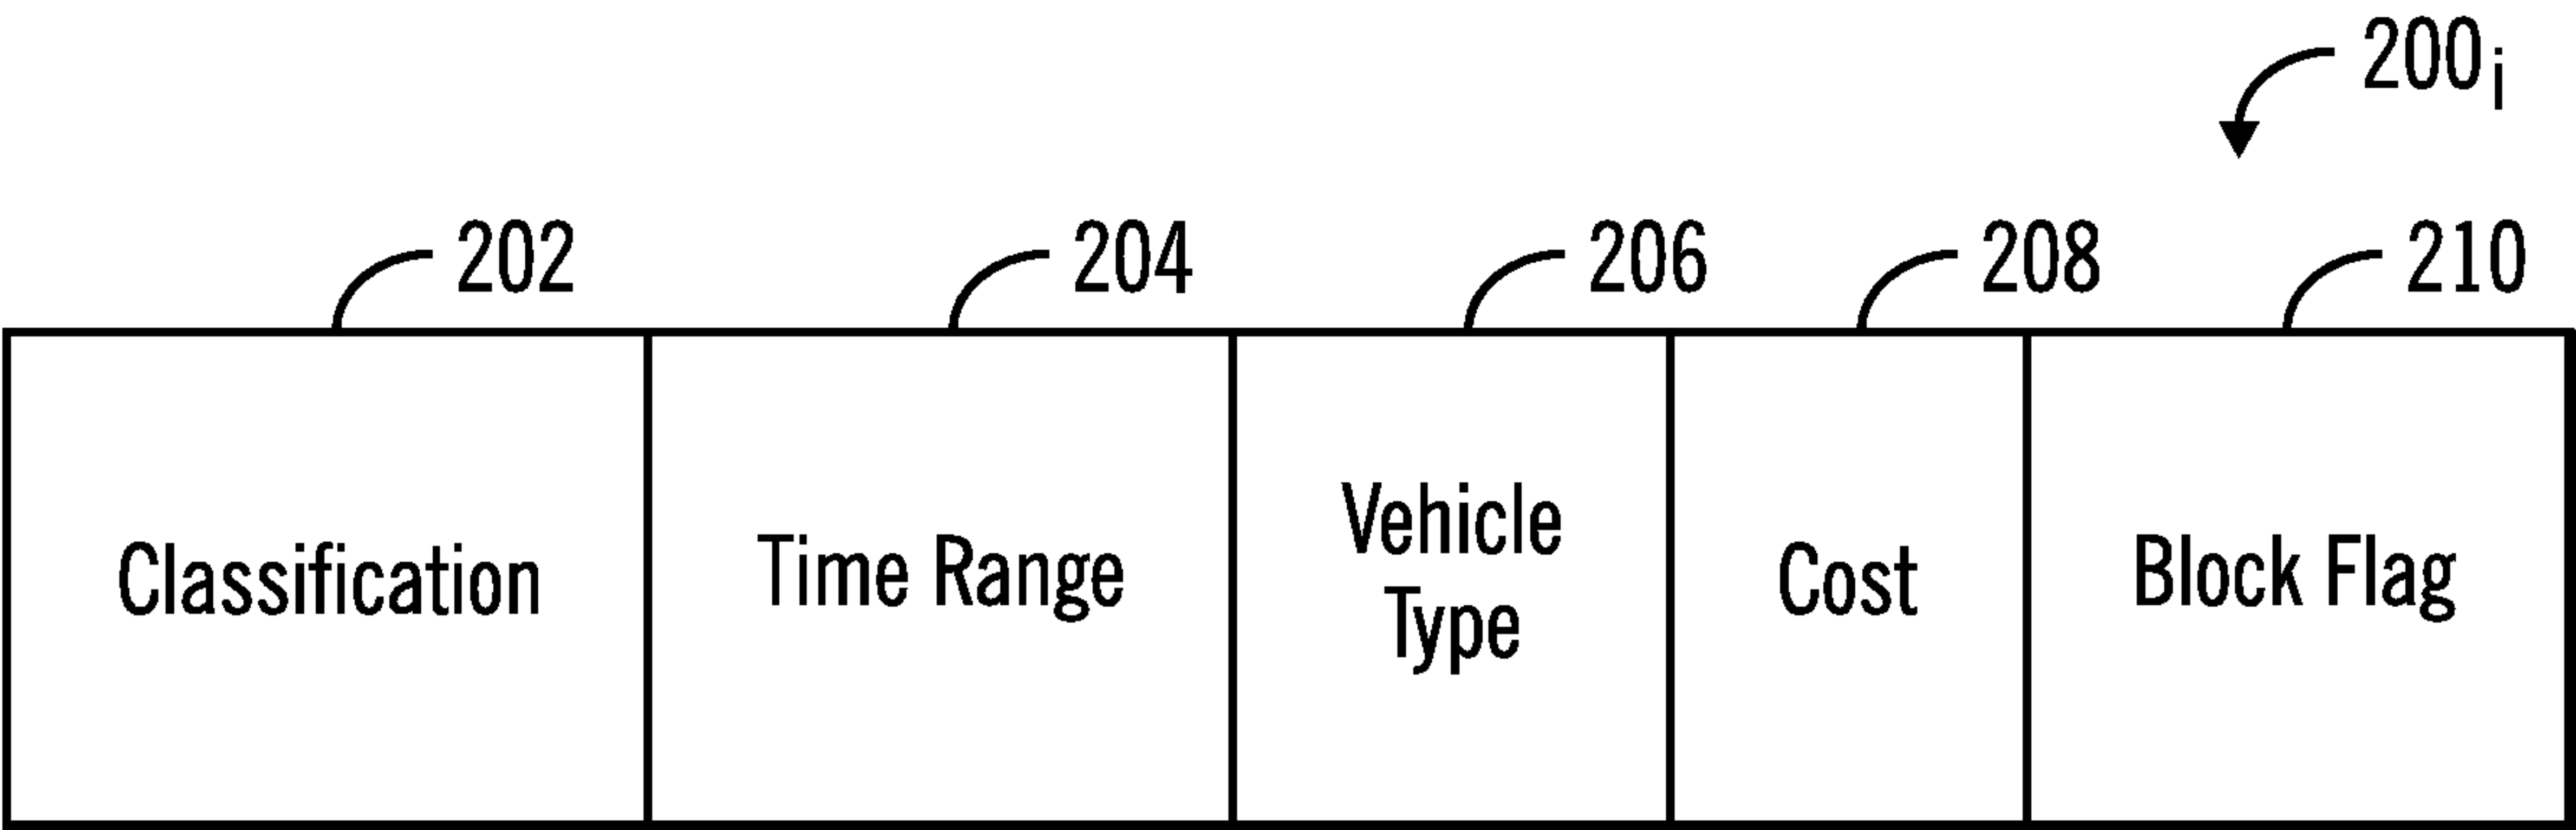 200i
202 204 206 208 210
Classification Time Range Vehicle Type Cost Block Flag